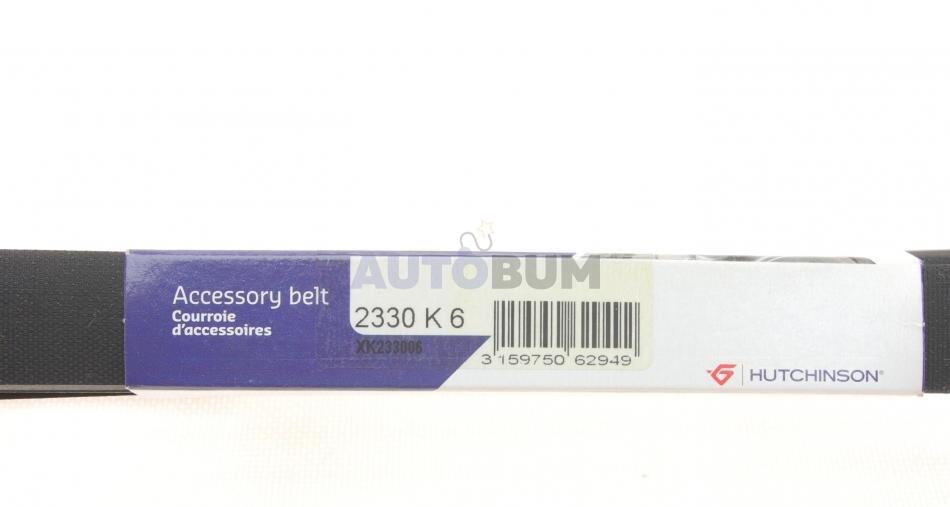 AUTOBUM
Accessory belt
Courroie
d'accessoires
2330 K 6
XK233006
3 159750 62949
HUTCHINSON®